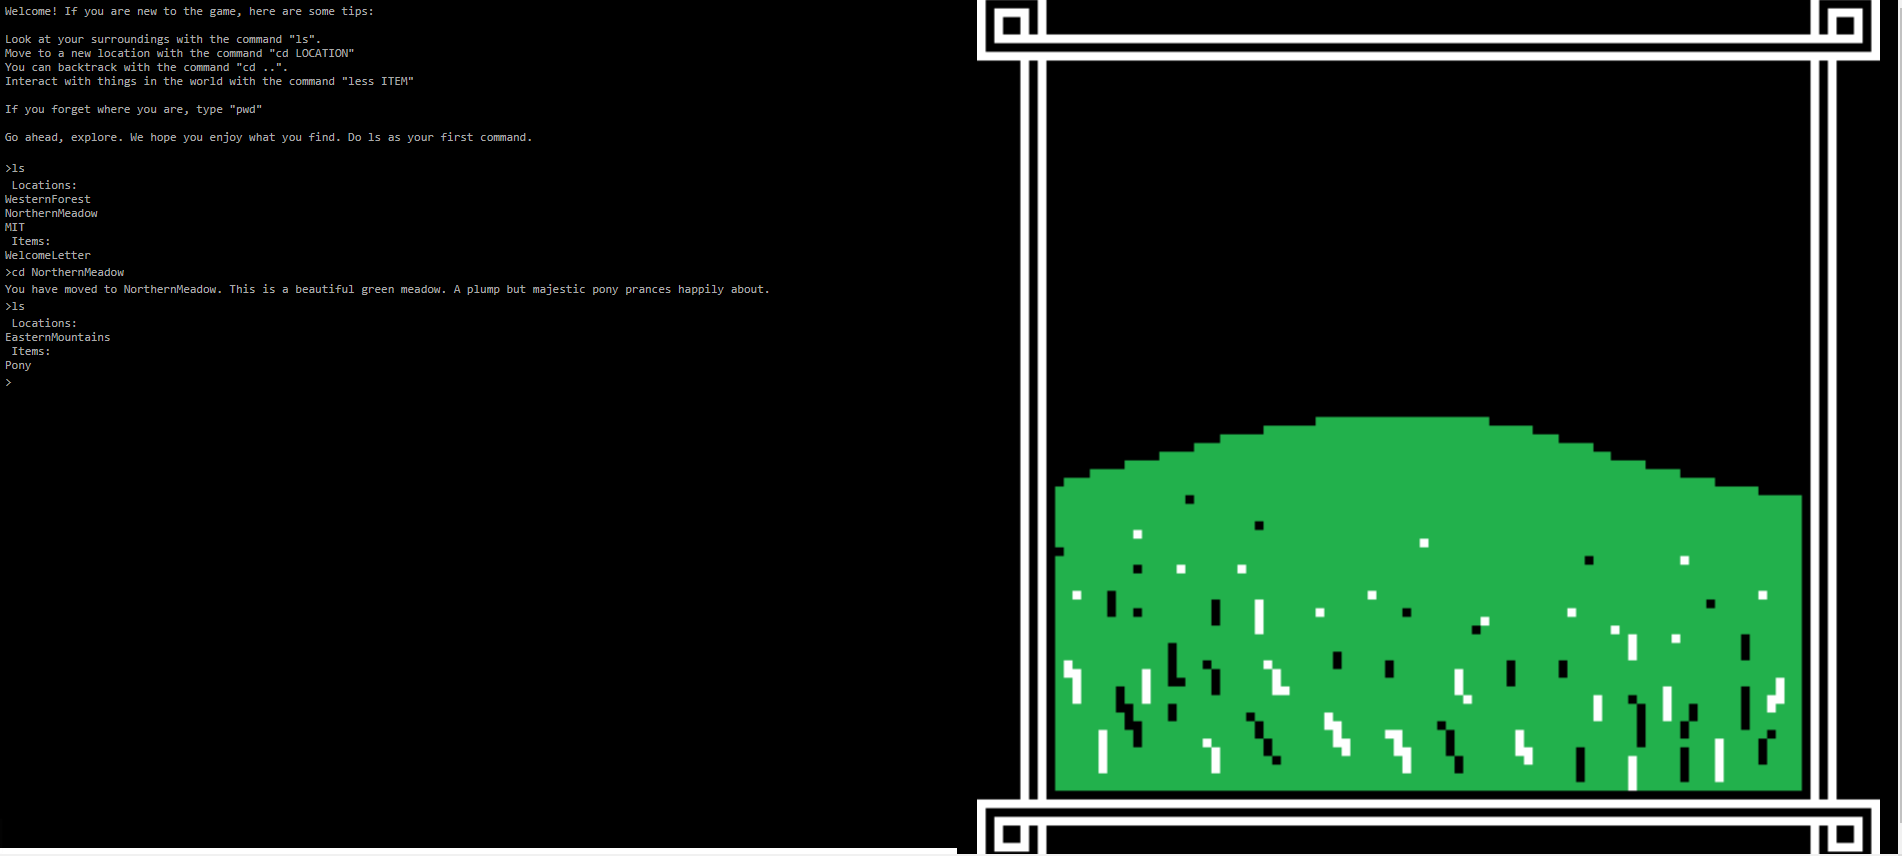 Welcome! If you are new to the game, here are some tips:
Look at your surroundings with the command "ls".
Move to a new location with the command "cd LOCATION"
You can backtrack with the command "cd ..".
Interact with things in the world with the command "less ITEM"
If you forget where you are, type "pwd"
Go ahead, explore. We hope you enjoy what you find. Do ls as your first command.
>ls
Locations:
WesternForest
NorthernMeadow
MIT
Items:
WelcomeLetter
>cd NorthernMeadow
You have moved to NorthernMeadow. This is a beautiful green meadow. A plump but majestic pony prances happily about.
>ls
Locations:
EasternMountains
Items:
Pony
>